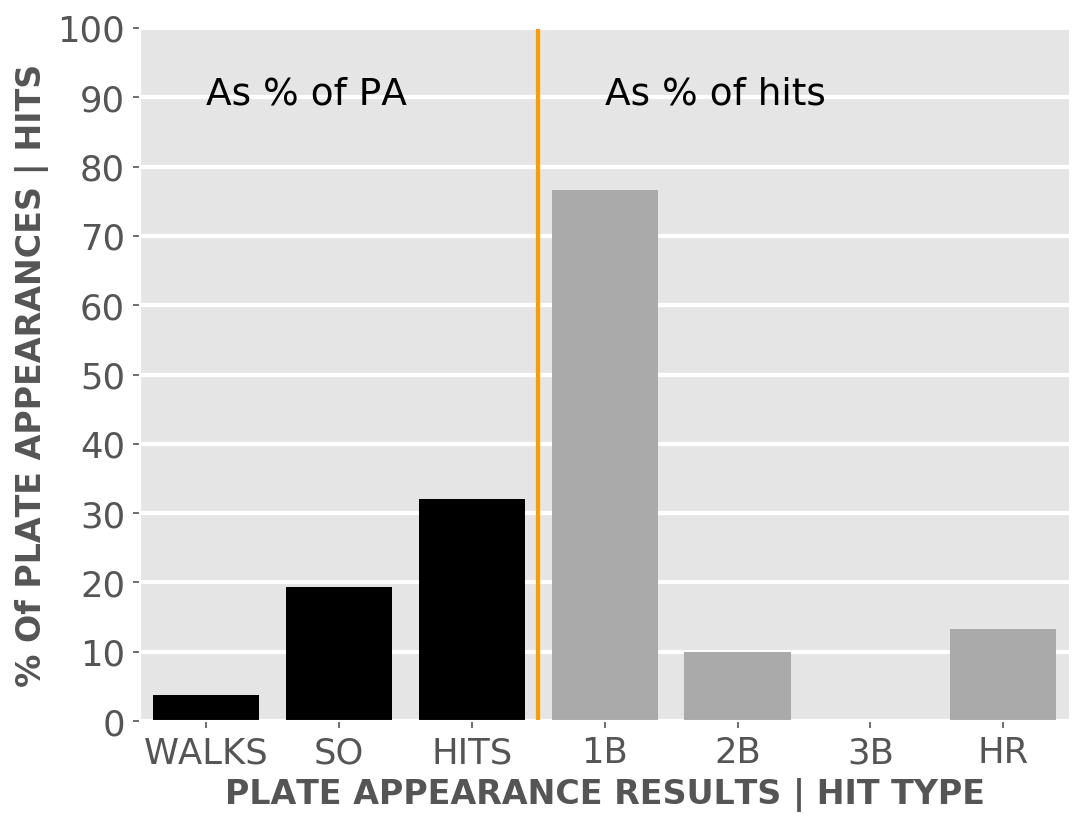 % Of PLATE APPEARANCES | HITS
100
90
80
70
60
50
40
30
20
10
0
As % of PA
As % of hits
WALKS SO HITS 1B 2B 3B HR
PLATE APPEARANCE RESULTS | HIT TYPE